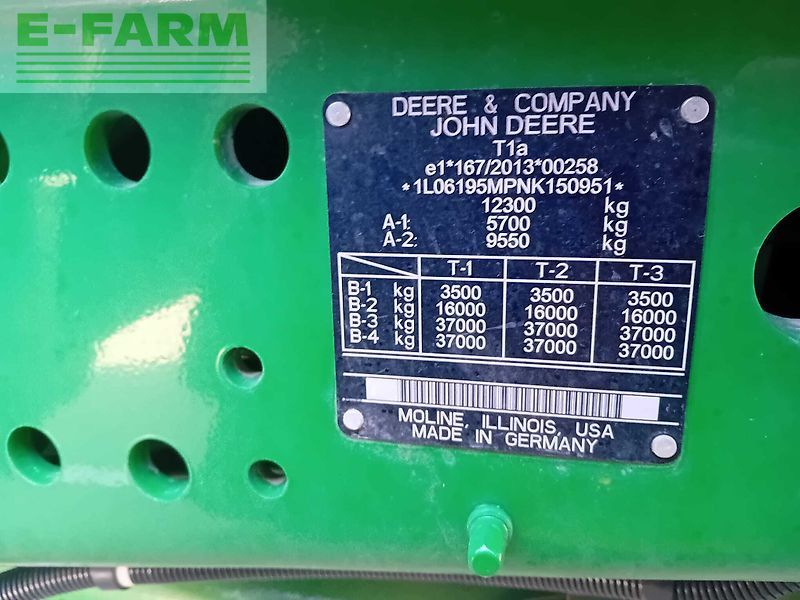 E-FARM
DEERE & COMPANY
JOHN DEERE
T1a
e1*167/2013*00258
*1L06195MPNK150951*
12300 kg
A-1: 5700 kg
A-2: 9550 kg
T-1 T-2 T-3
B-1 kg 3500 3500 3500
B-2 kg 16000 16000 16000
B-3 kg 37000 37000 37000
B-4 kg 37000 37000 37000
MOLINE, ILLINOIS, USA
MADE IN GERMANY